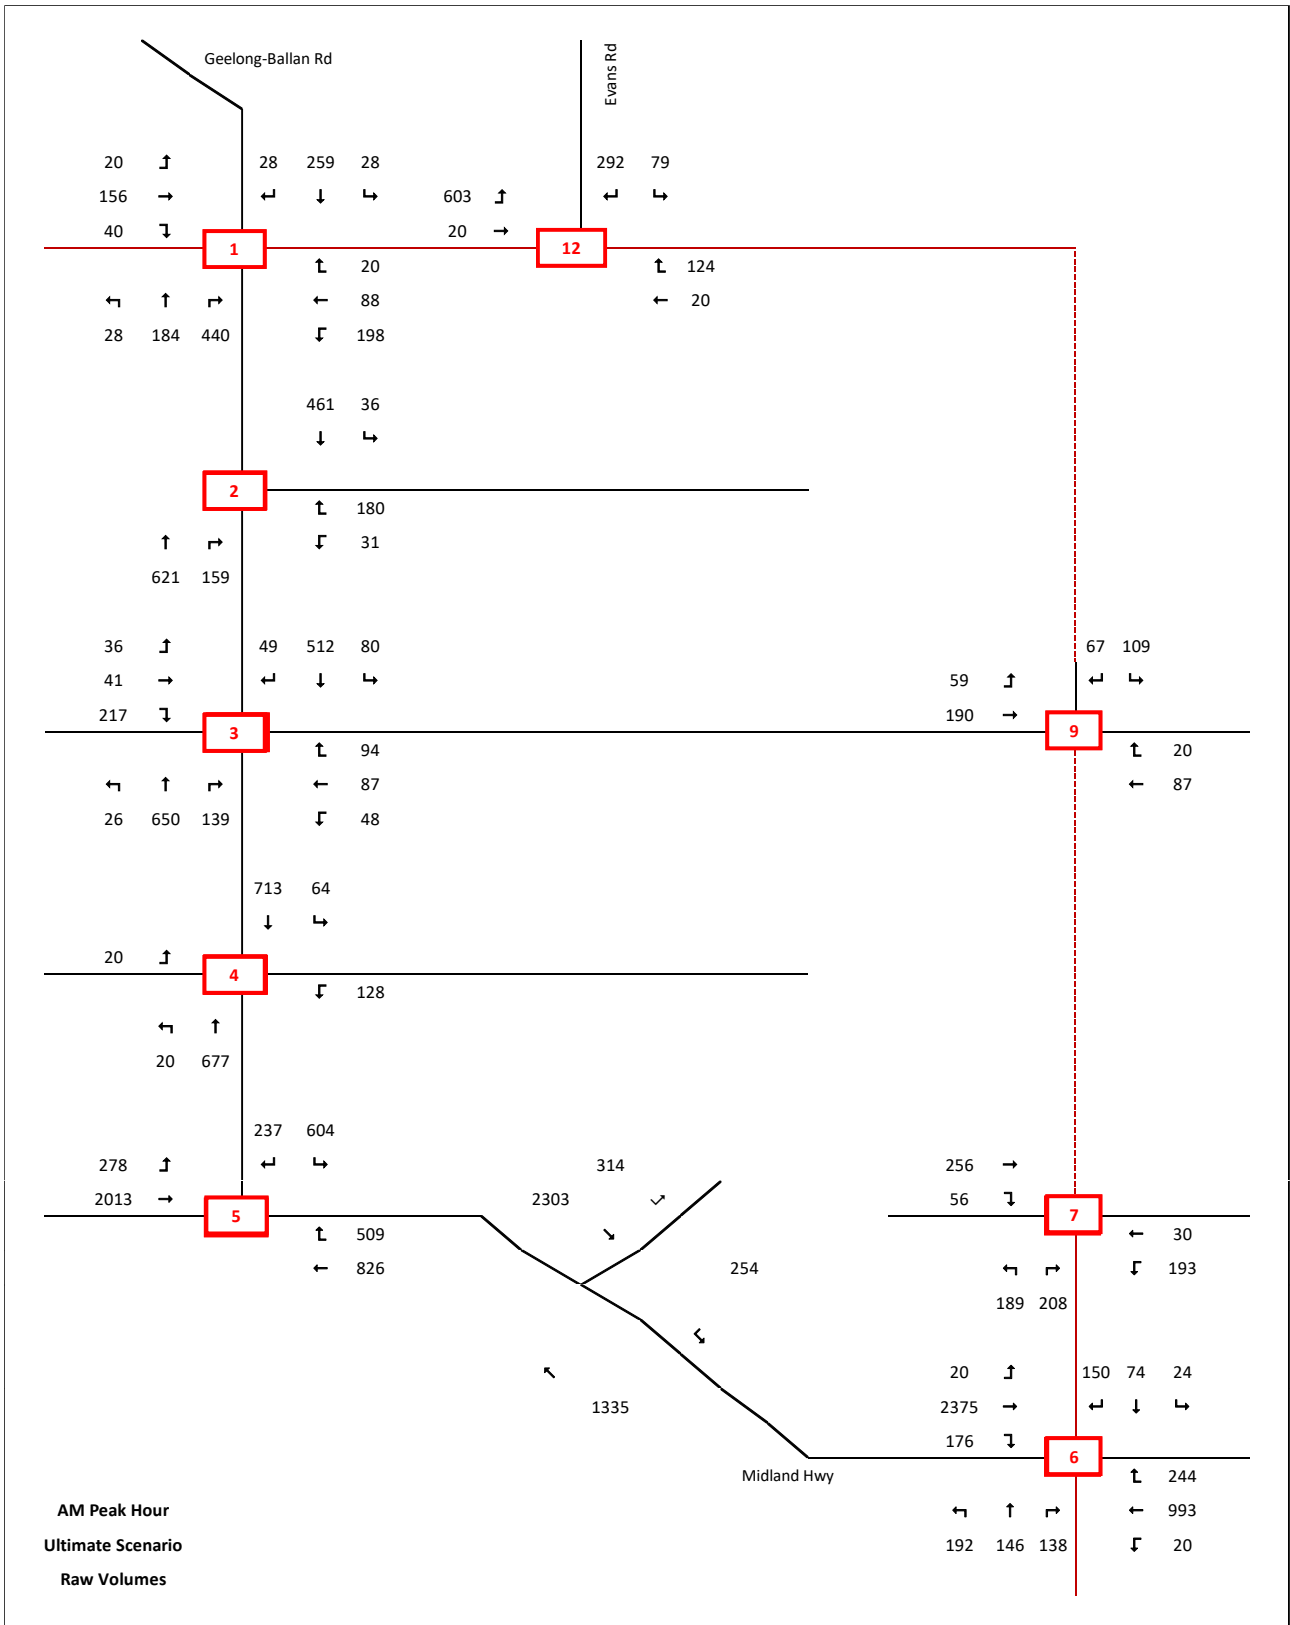 Geelong-Ballan Rd
Evans Rd
20 28 259 28 292 79
156 603
40 20
1 12
20 124
88 20
28 184 440 198
461 36
2
180
31
621 159
36 49 512 80 67 109
41 59
217 190
3 9
94 20
87 87
26 650 139 48
713 64
20
4
128
20 677
237 604
278 314 256
2013 2303 56
5 7
509 30
826 254 193
189 208
20 150 74 24
1335 2375
176
6
Midland Hwy 244
AM Peak Hour 993
Ultimate Scenario 192 146 138 20
Raw Volumes